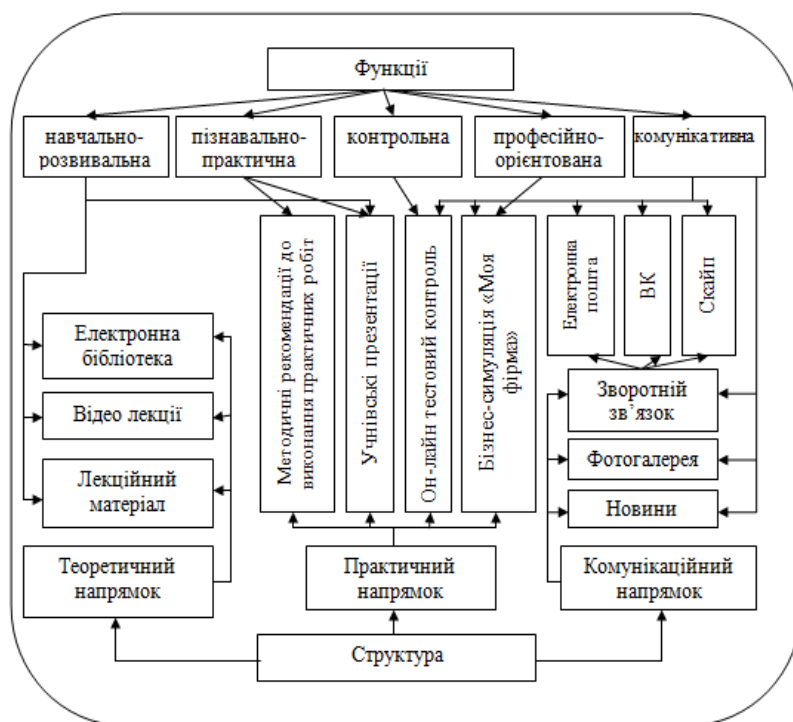 Функції
навчально-
розвивальна
пізнавально-
практична
контрольна
професійно-
орієнтована
комунікативна
Методичні рекомендації до
виконання практичних робіт
Учнівські презентації
Он-лайн тестовий контроль
Бізнес-симуляція «Моя
фірма»
Електронна
пошта
ВК
Скайп
Електронна
бібліотека
Відео лекції
Лекційний
матеріал
Зворотній
зв’язок
Фотогалерея
Новини
Теоретичний
напрямок
Практичний
напрямок
Комунікаційний
напрямок
Структура